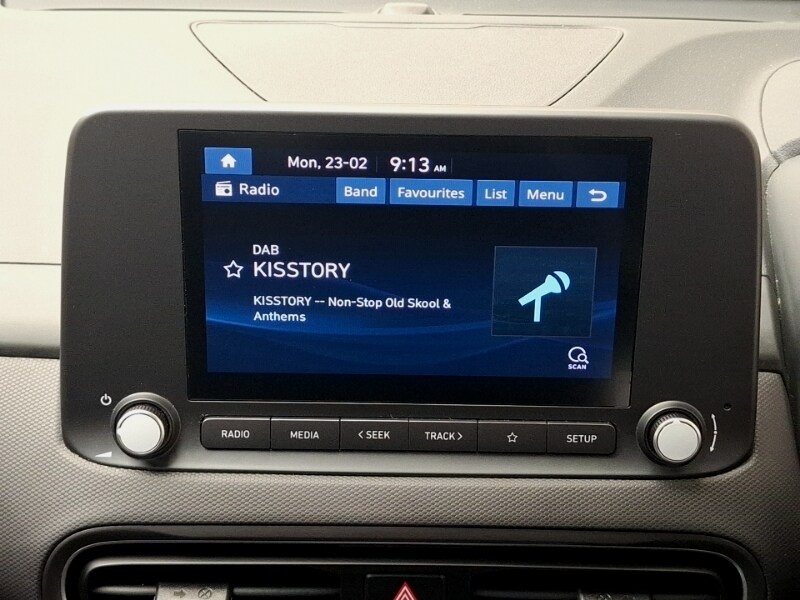 Mon, 23-02 9:13 AM
Radio Band Favourites List Menu
DAB
KISSTORY
KISSTORY -- Non-Stop Old Skool &
Anthems
SCAN
RADIO MEDIA < SEEK TRACK > SETUP